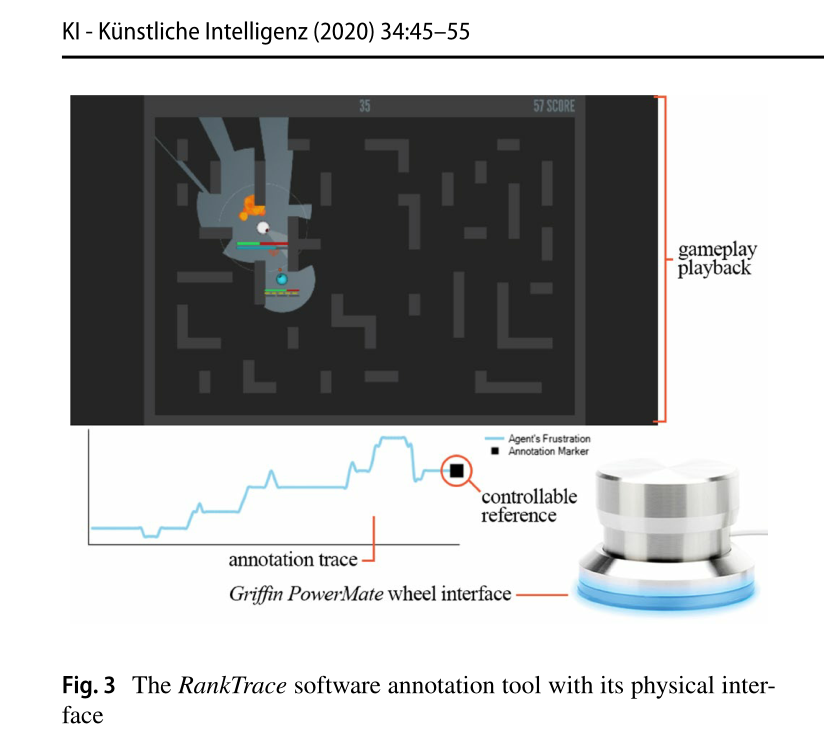 KI - Künstliche Intelligenz (2020) 34:45–55
35
57 SCORE
gameplay
playback
Agent's Frustration
Annotation Marker
controllable
reference
annotation trace
Griffin PowerMate wheel interface
Fig. 3 The RankTrace software annotation tool with its physical inter-
face